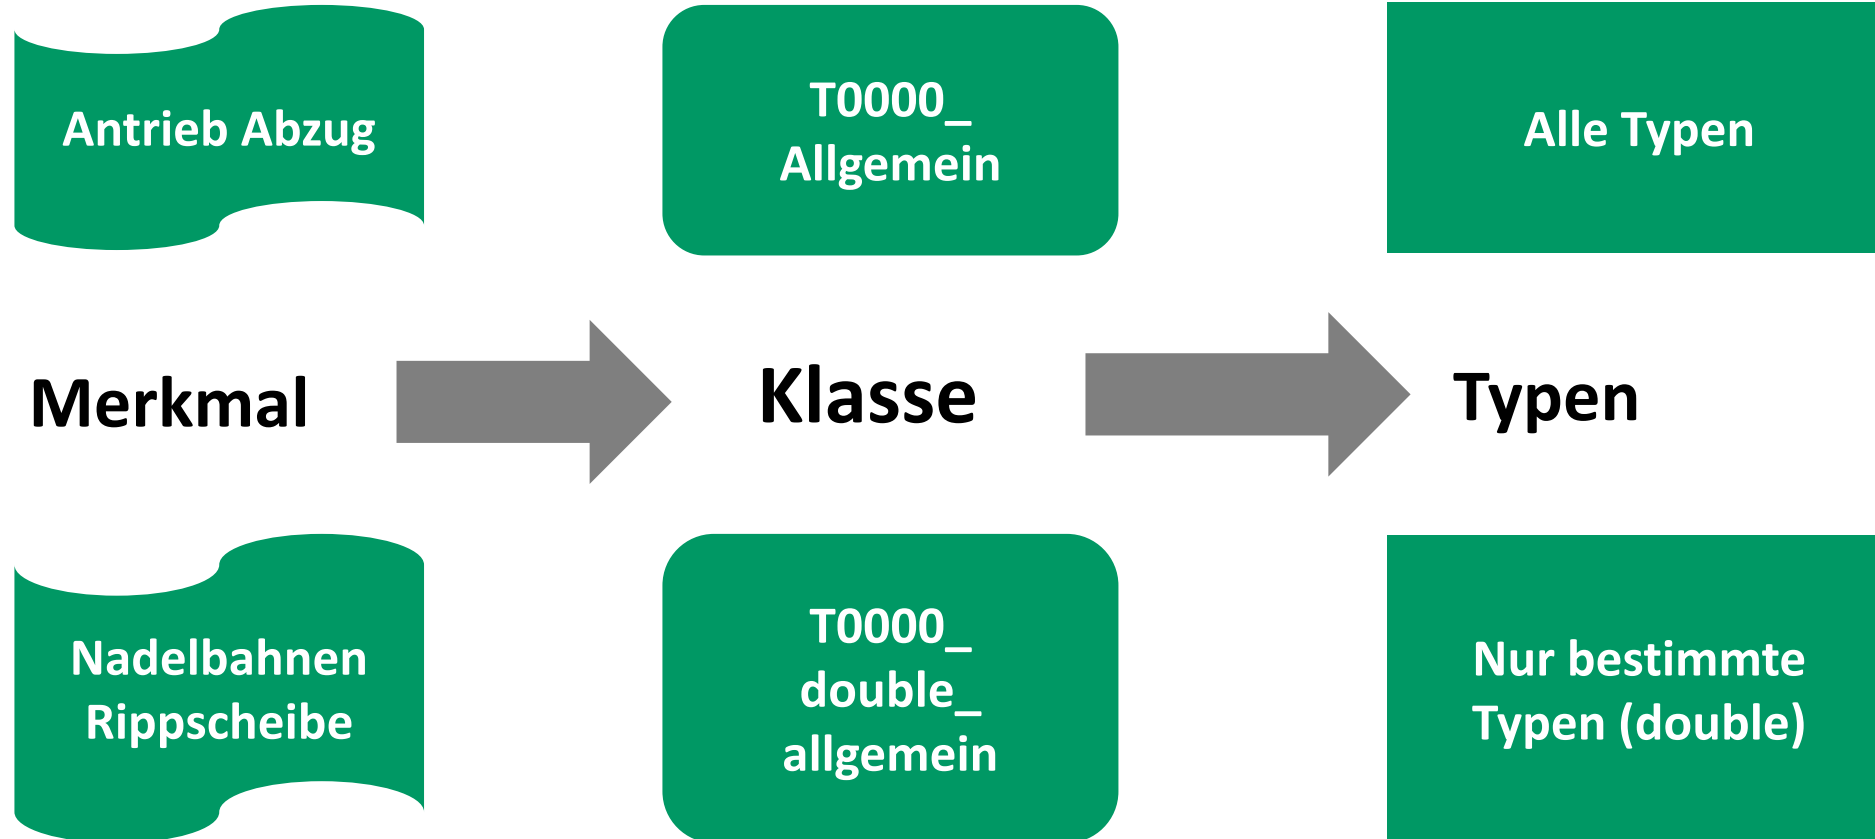 Antrieb Abzug
T0000_
Allgemein
Alle Typen
Merkmal
Klasse
Typen
Nadelbahnen
Rippscheibe
T0000_
double_
allgemein
Nur bestimmte
Typen (double)